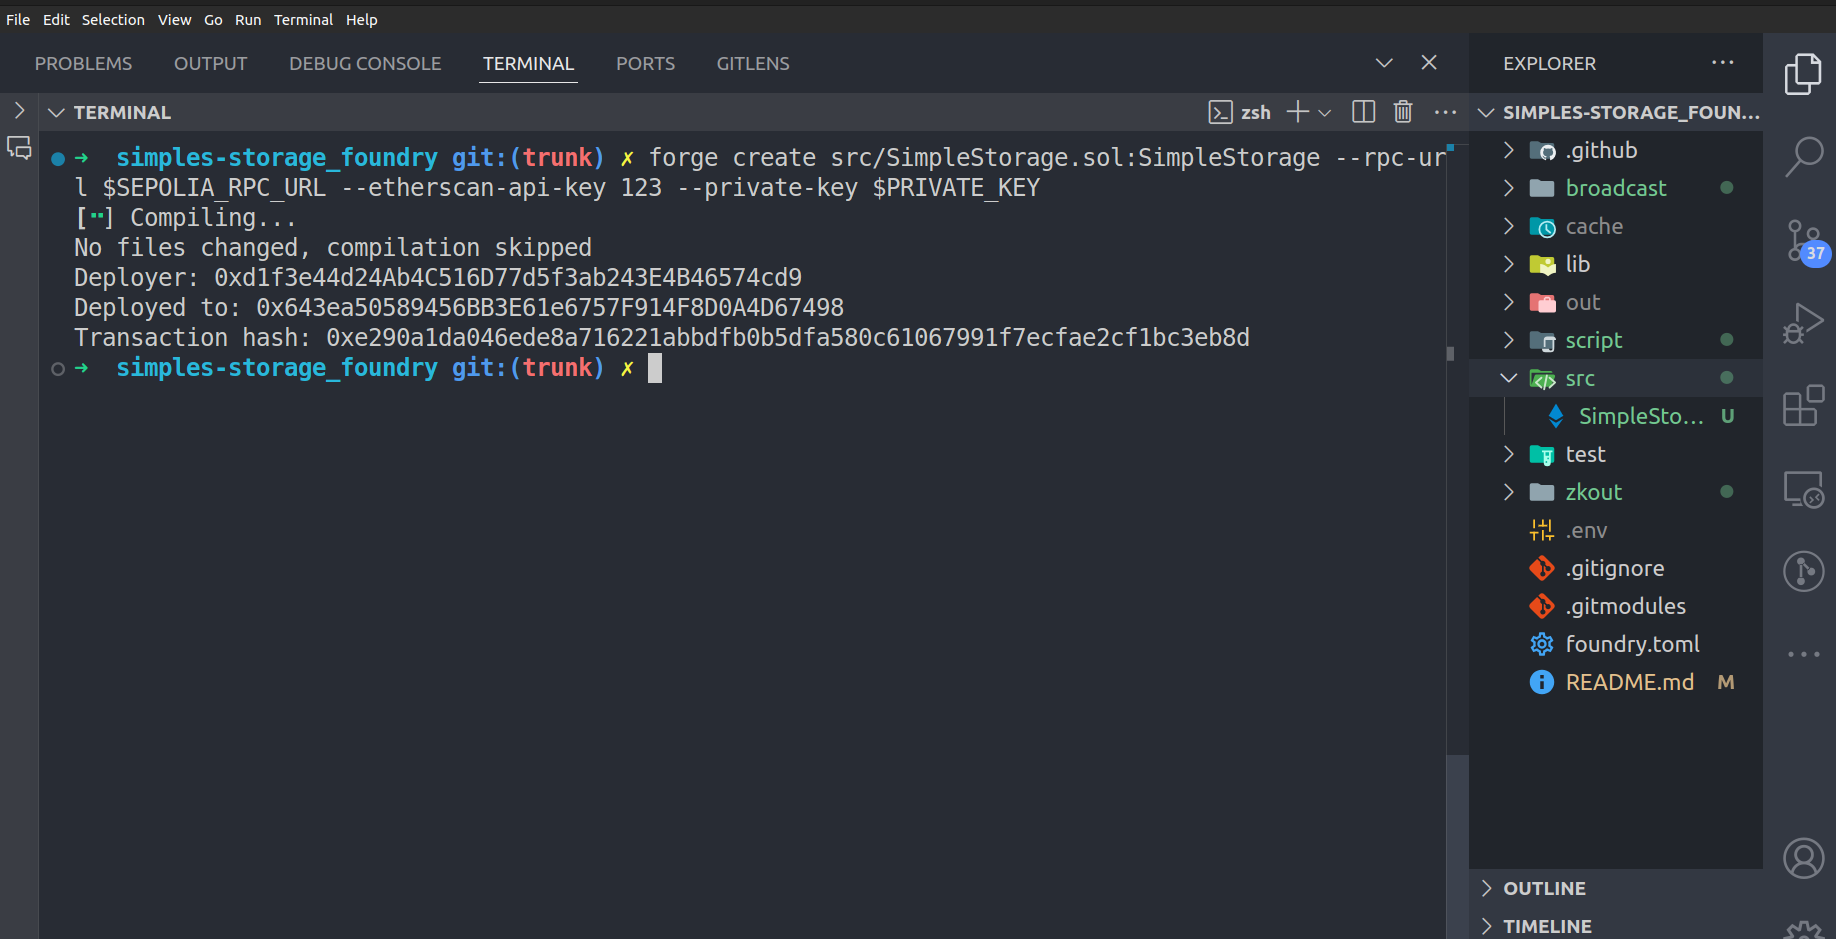 File Edit Selection View Go Run Terminal Help
PROBLEMS OUTPUT DEBUG CONSOLE TERMINAL PORTS GITLENS
TERMINAL
zsh
simples-storage_foundry git:(trunk) ✗ forge create src/SimpleStorage.sol:SimpleStorage --rpc-ur
l $SEPOLIA_RPC_URL --etherscan-api-key 123 --private-key $PRIVATE_KEY
[⠒] Compiling...
No files changed, compilation skipped
Deployer: 0xd1f3e44d24Ab4C516D77d5f3ab243E4B46574cd9
Deployed to: 0x643ea50589456BB3E61e6757F914F8D0A4D67498
Transaction hash: 0xe290a1da046ede8a716221abbdfb0b5dfa580c61067991f7ecfae2cf1bc3eb8d
simples-storage_foundry git:(trunk) ✗
EXPLORER
SIMPLES-STORAGE_FOUN...
.github
broadcast
cache
lib
out
script
src
SimpleSto... U
test
zkout
.env
.gitignore
.gitmodules
foundry.toml
README.md M
OUTLINE
TIMELINE
37